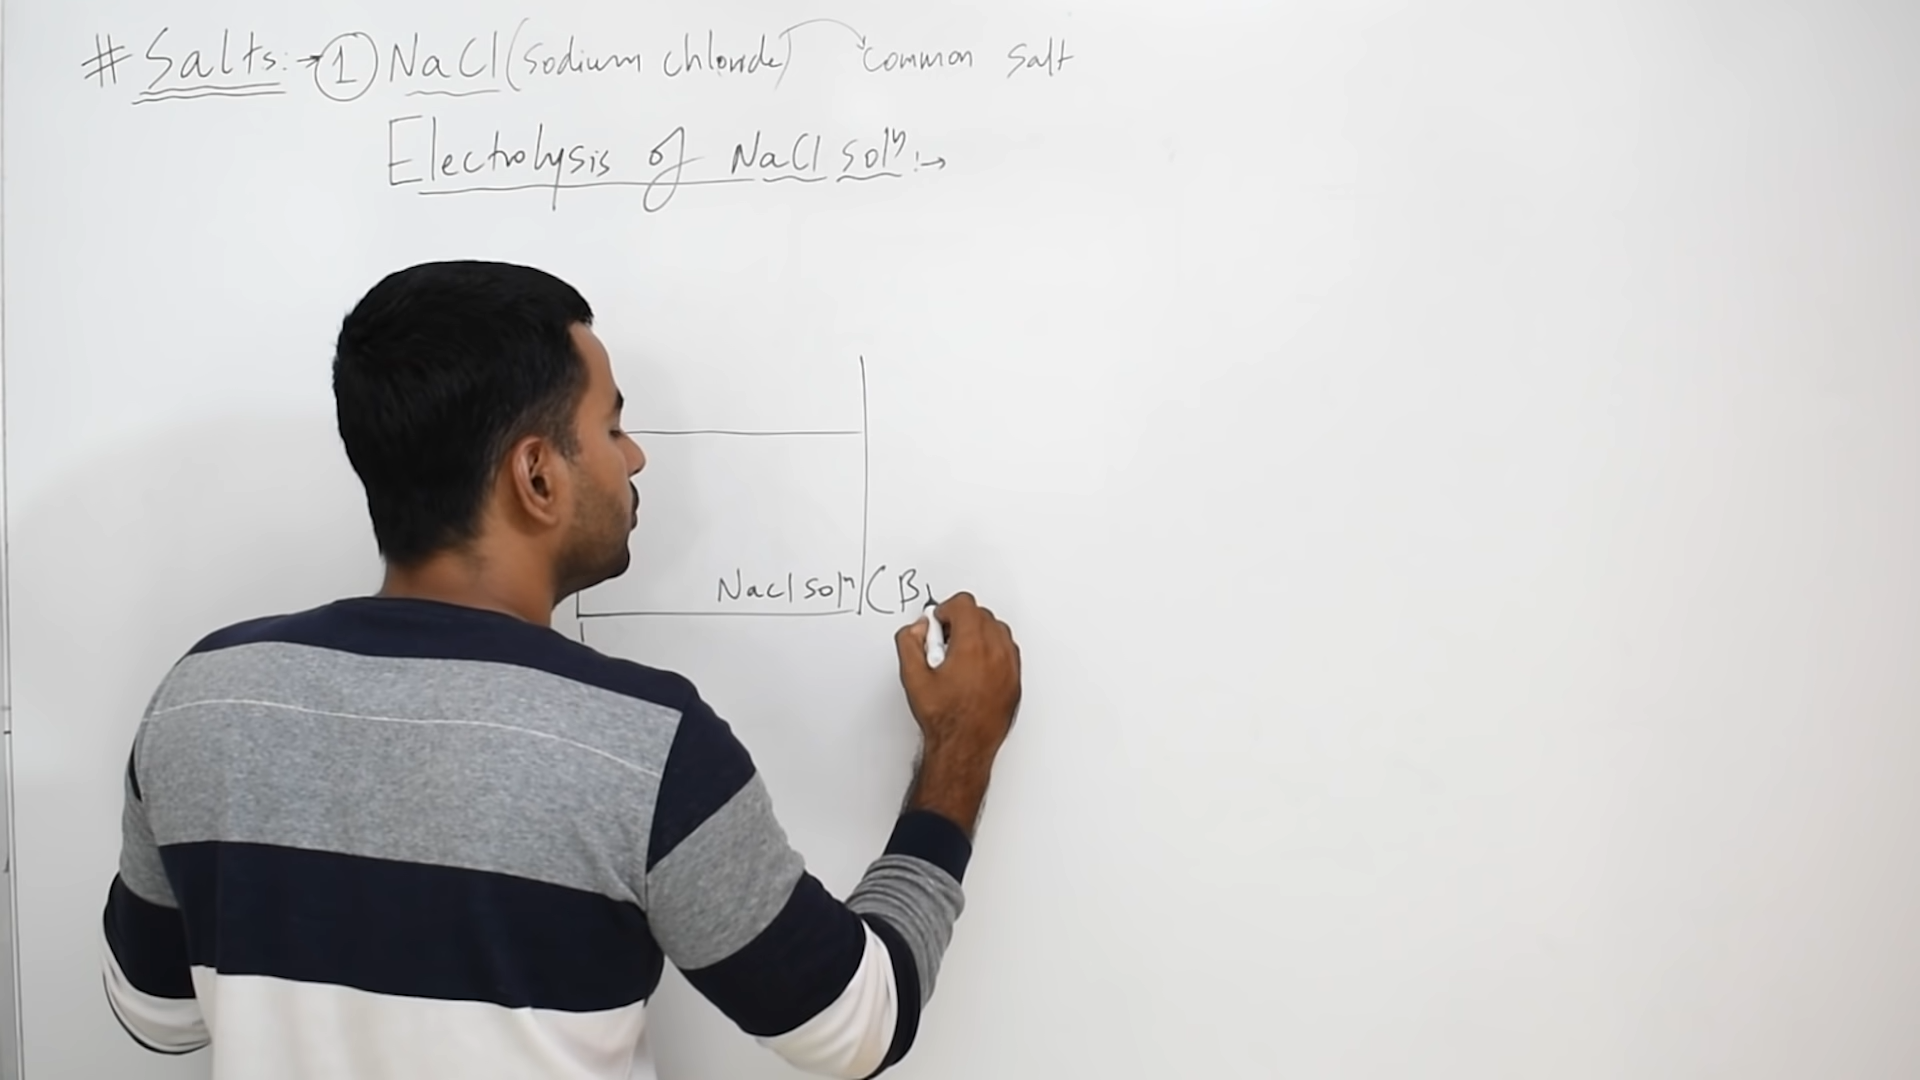 # Salts:→ 1 NaCl (Sodium chloride) Common Salt
Electrolysis of NaCl solⁿ:→
Nacl solⁿ (B